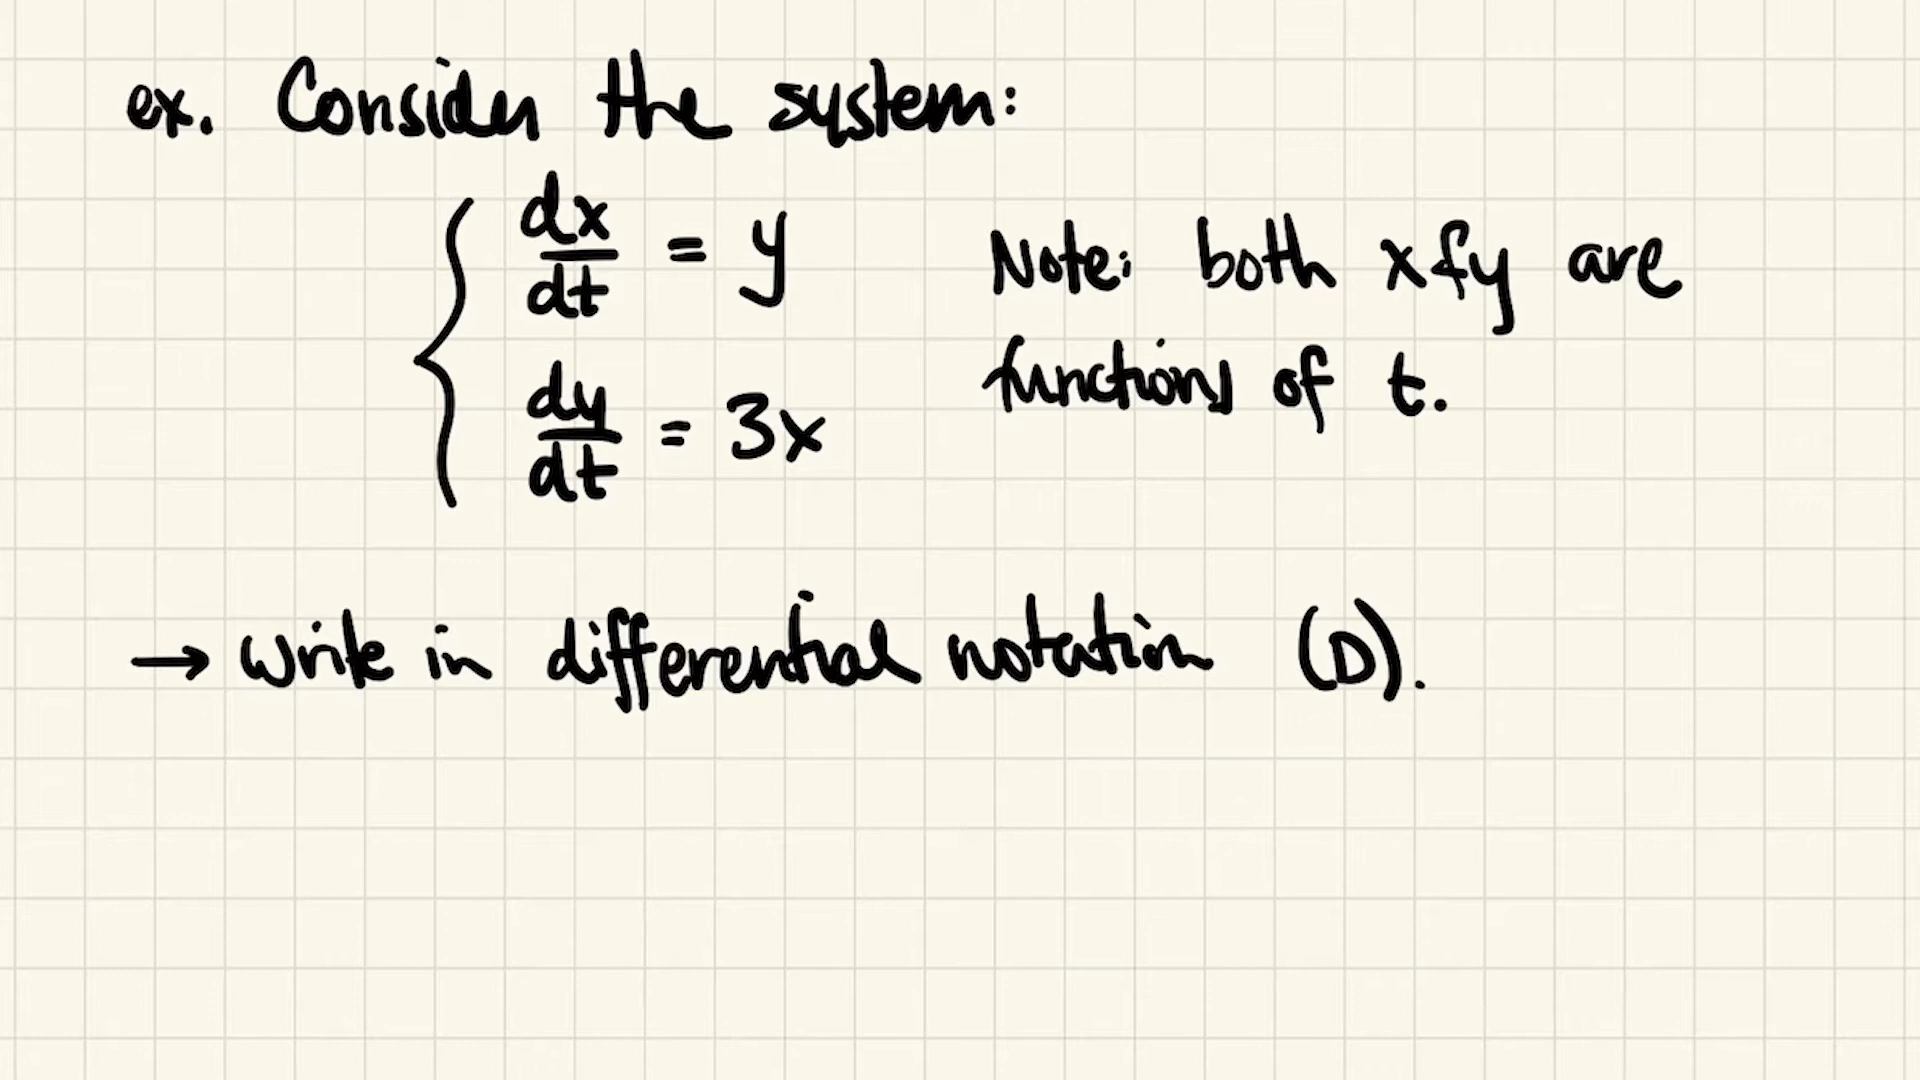 ex. Consider the system:
dx/dt = y
Note: both x & y are
functions of t.
dy/dt = 3x
→ Write in differential notation (D).